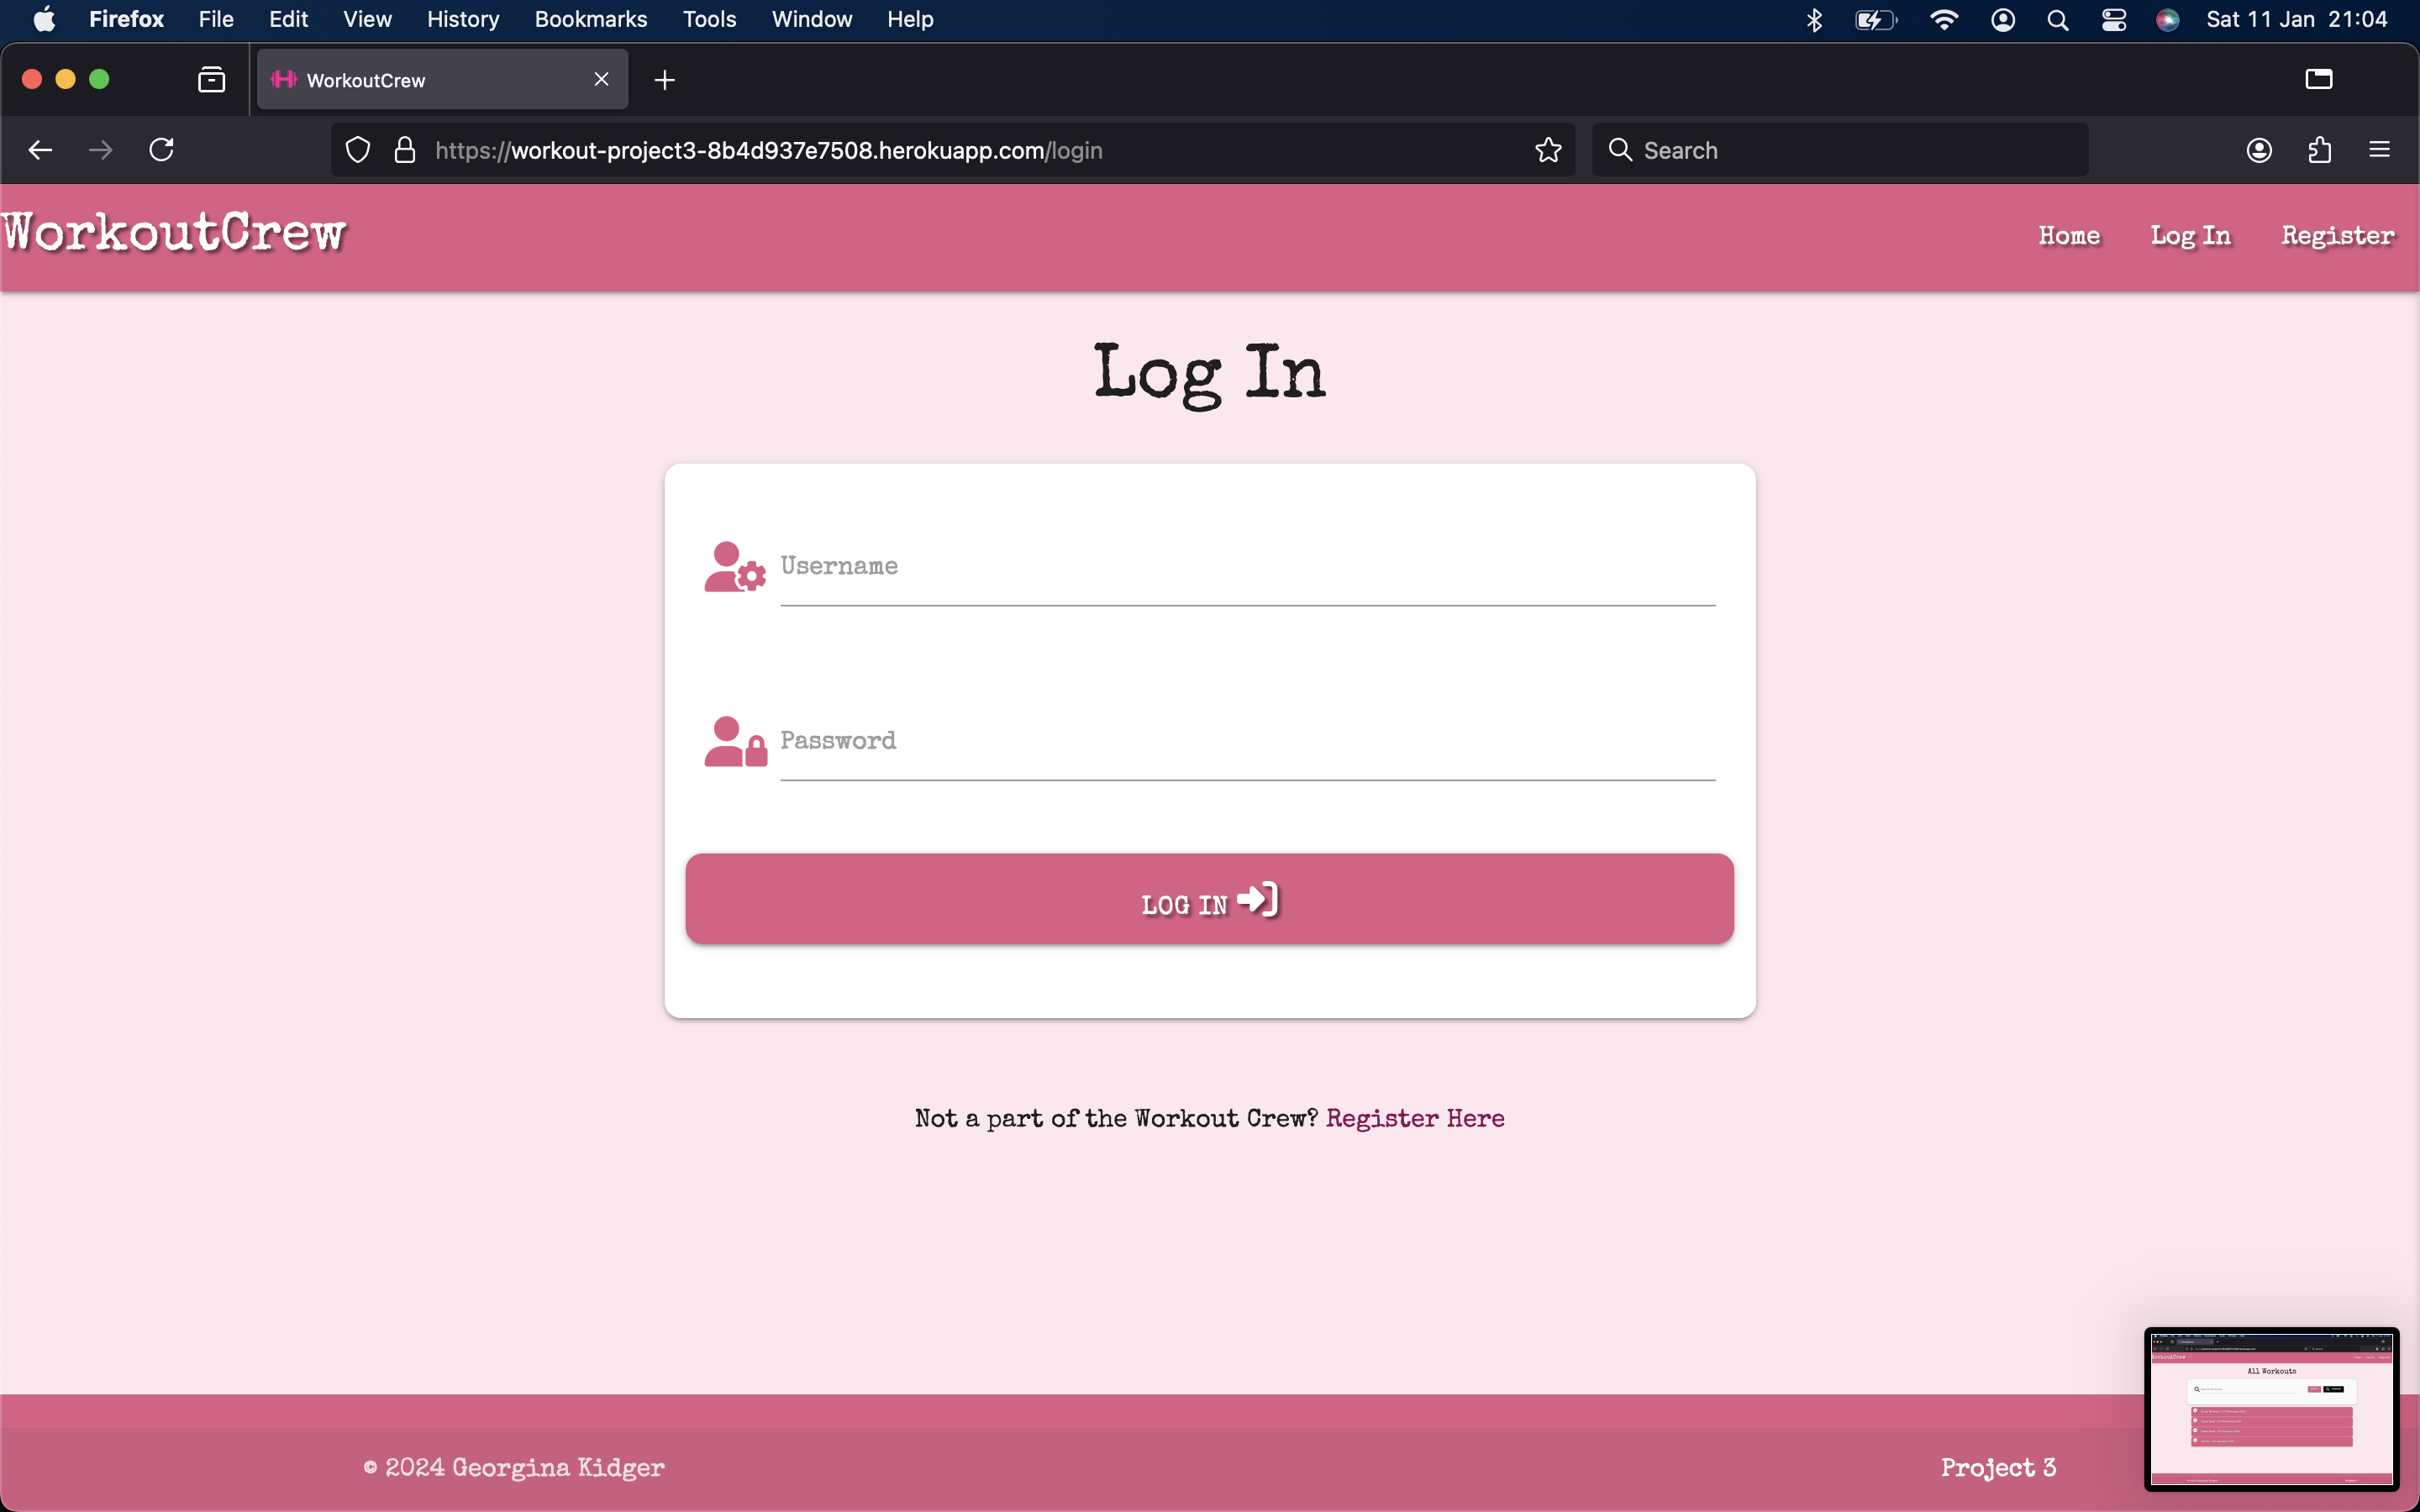 Firefox File Edit View History Bookmarks Tools Window Help Sat 11 Jan 21:04
WorkoutCrew
https://workout-project3-8b4d937e7508.herokuapp.com/login Search
WorkoutCrew Home Log In Register
Log In
Username
Password
LOG IN
Not a part of the Workout Crew? Register Here
All Workouts
© 2024 Georgina Kidger Project 3